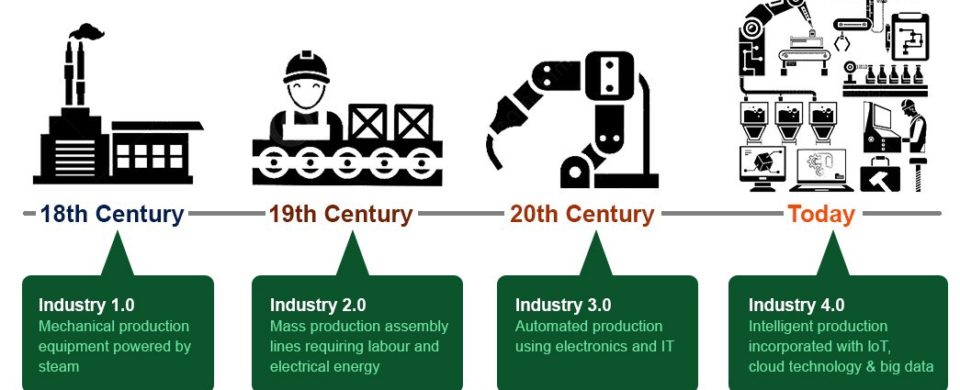 18th Century
19th Century
20th Century
Today
Industry 1.0
Mechanical production
equipment powered by
steam
Industry 2.0
Mass production assembly
lines requiring labour and
electrical energy
Industry 3.0
Automated production
using electronics and IT
Industry 4.0
Intelligent production
incorporated with IoT,
cloud technology & big data